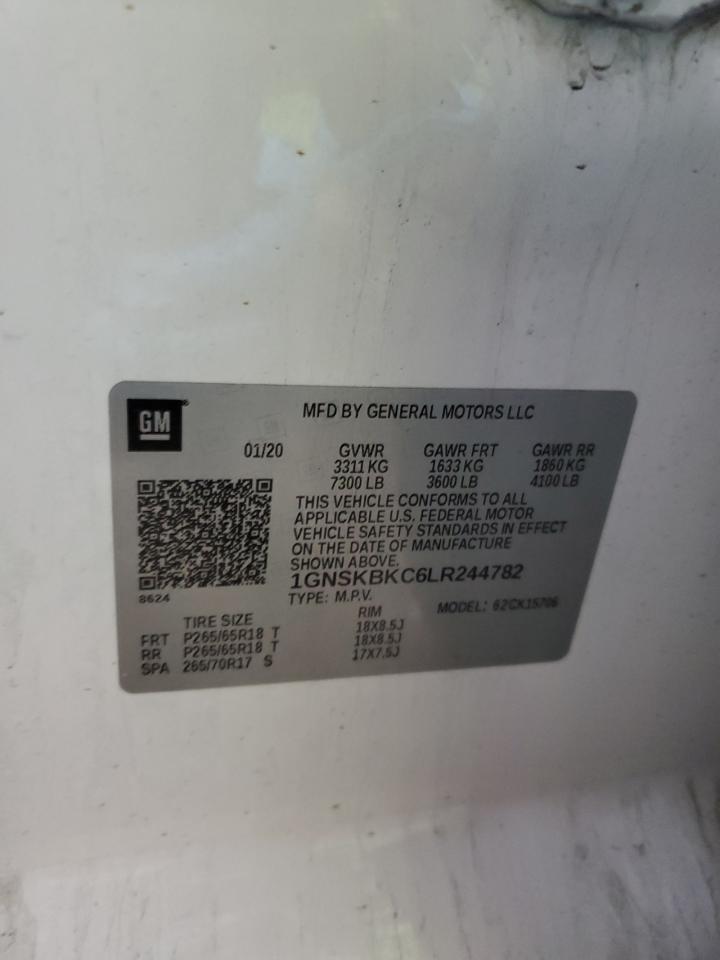 GM
MFD BY GENERAL MOTORS LLC
01/20 GVWR GAWR FRT GAWR RR
3311 KG 1633 KG 1860 KG
7300 LB 3600 LB 4100 LB
THIS VEHICLE CONFORMS TO ALL
APPLICABLE U.S. FEDERAL MOTOR
VEHICLE SAFETY STANDARDS IN EFFECT
ON THE DATE OF MANUFACTURE
SHOWN ABOVE.
1GNSKBKC6LR244782
8624
TYPE: M.P.V. MODEL: 62CK15706
TIRE SIZE RIM
FRT P265/65R18 T 18X8.5J
RR P265/65R18 T 18X8.5J
SPA 265/70R17 S 17X7.5J